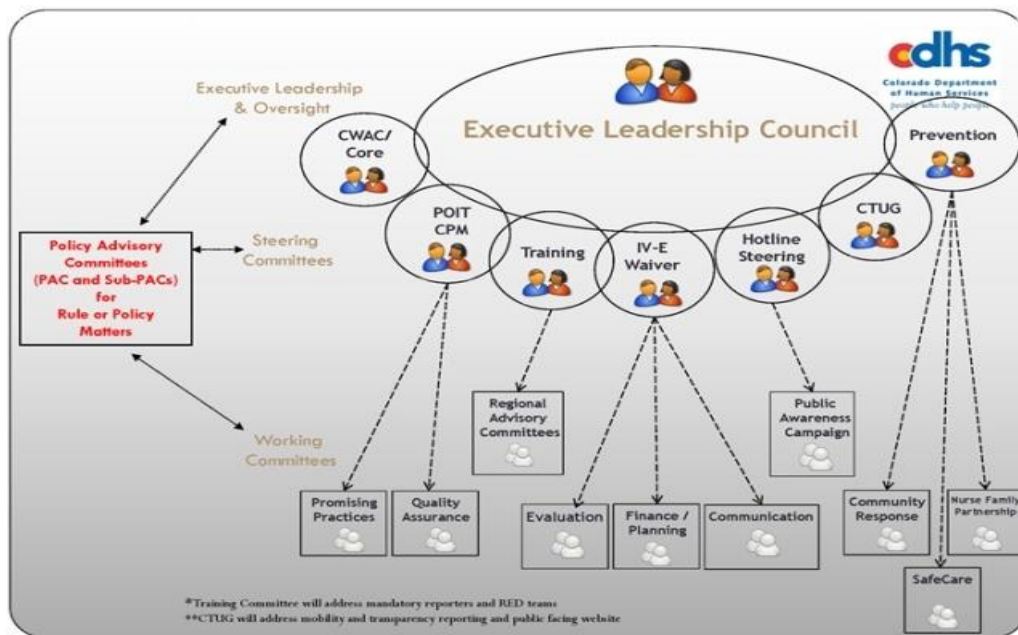 cdhs
Colorado Department
of Human Services
people who help people
Executive Leadership
& Oversight
Executive Leadership Council
CWAC/
Core
Prevention
POIT
CPM
CTUG
Training
IV-E
Waiver
Hotline
Steering
Policy Advisory
Committees
(PAC and Sub-PACs)
for
Rule or Policy
Matters
Steering
Committees
Working
Committees
Regional
Advisory
Committees
Public
Awareness
Campaign
Promising
Practices
Quality
Assurance
Evaluation
Finance /
Planning
Communication
Community
Response
Nurse Family
Partnership
SafeCare
*Training Committee will address mandatory reporters and RED teams
**CTUG will address mobility and transparency reporting and public facing website